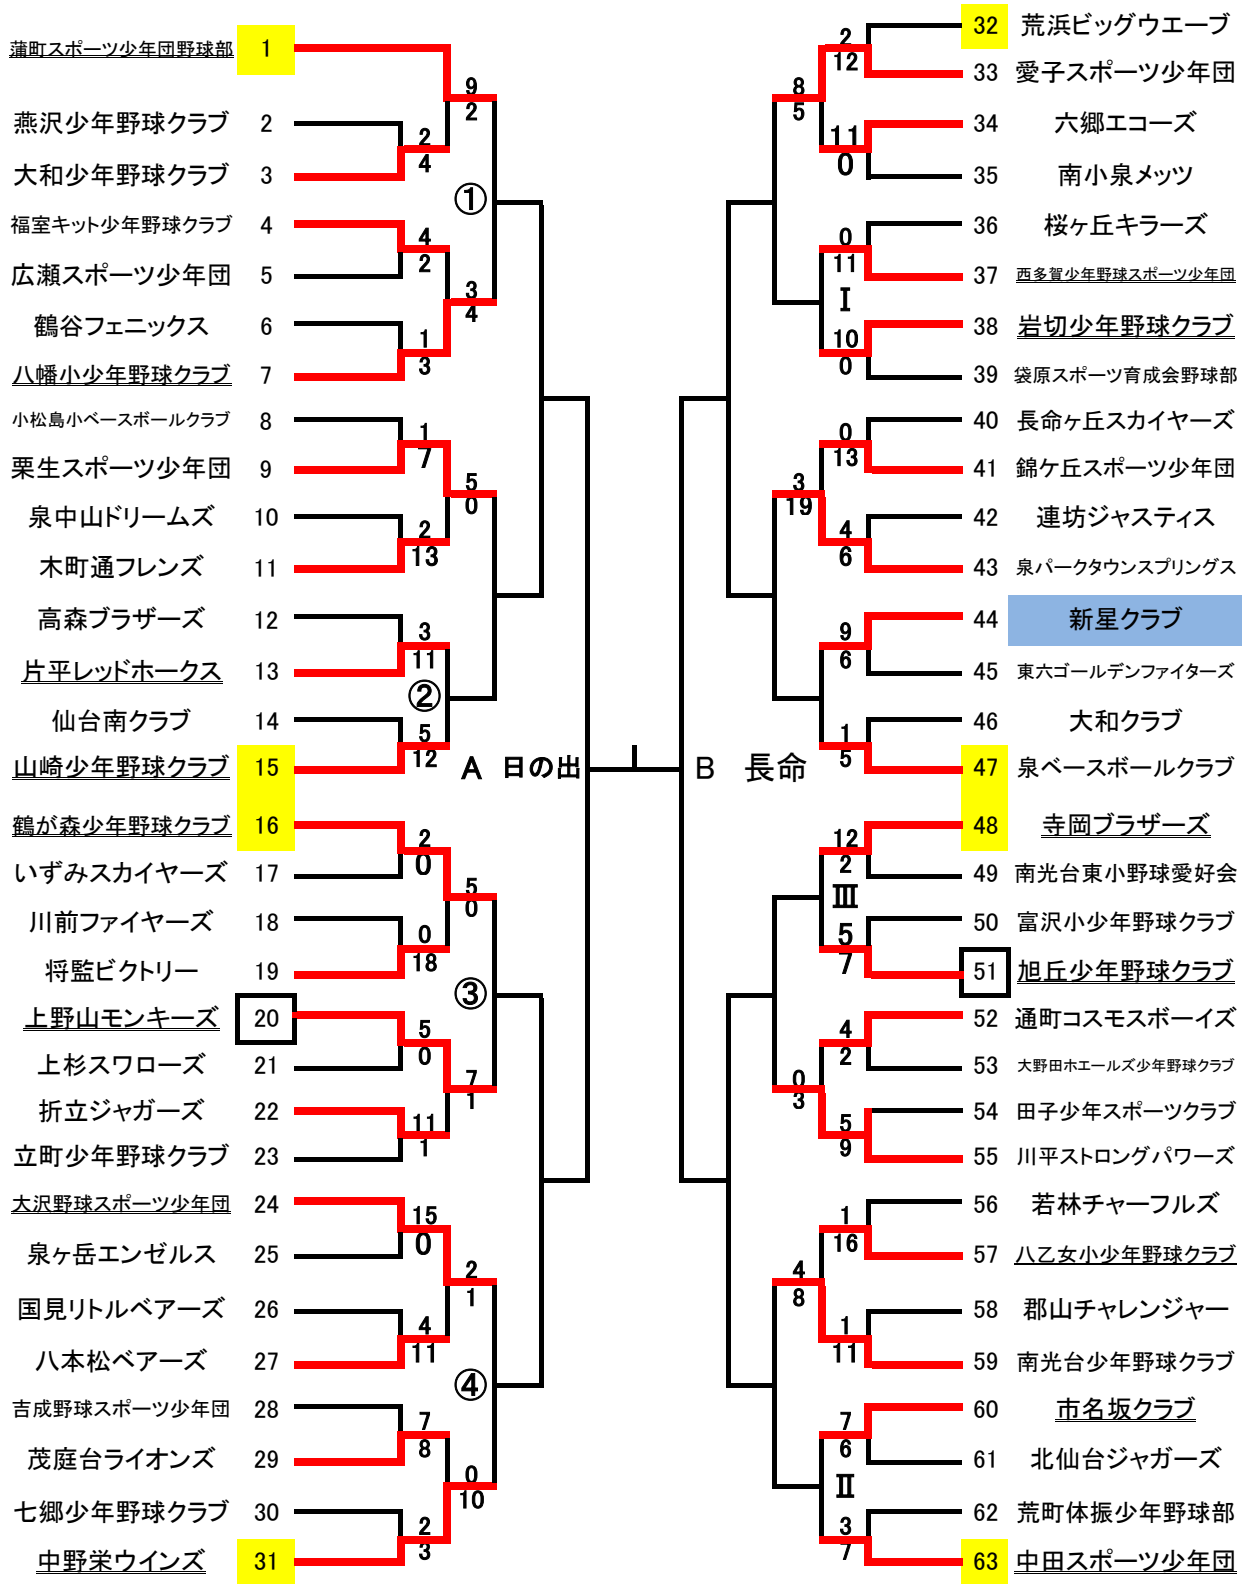 蒲町スポーツ少年団野球部 1
燕沢少年野球クラブ 2
大和少年野球クラブ 3
福室キット少年野球クラブ 4
広瀬スポーツ少年団 5
鶴谷フェニックス 6
八幡小少年野球クラブ 7
小松島小ベースボールクラブ 8
栗生スポーツ少年団 9
泉中山ドリームズ 10
木町通フレンズ 11
高森ブラザーズ 12
片平レッドホークス 13
仙台南クラブ 14
山崎少年野球クラブ 15
鶴が森少年野球クラブ 16
いずみスカイヤーズ 17
川前ファイヤーズ 18
将監ビクトリー 19
上野山モンキーズ 20
上杉スワローズ 21
折立ジャガーズ 22
立町少年野球クラブ 23
大沢野球スポーツ少年団 24
泉ヶ岳エンゼルス 25
国見リトルベアーズ 26
八本松ベアーズ 27
吉成野球スポーツ少年団 28
茂庭台ライオンズ 29
七郷少年野球クラブ 30
中野栄ウインズ 31
2
4
4
2
1
3
1
7
2
13
3
11
5
12
2
0
0
18
5
0
11
1
15
0
4
11
7
8
2
3
9
2
3
4
5
0
5
0
7
1
2
1
0
10
①
②
③
④
A 日の出
B 長命
8
5
3
19
0
3
4
8
2
12
11
0
0
11
Ⅰ
10
0
0
13
4
6
9
6
1
5
12
2
Ⅲ
5
7
4
2
5
9
1
16
1
11
7
6
Ⅱ
3
7
32 荒浜ビッグウエーブ
33 愛子スポーツ少年団
34 六郷エコーズ
35 南小泉メッツ
36 桜ヶ丘キラーズ
37 西多賀少年野球スポーツ少年団
38 岩切少年野球クラブ
39 袋原スポーツ育成会野球部
40 長命ヶ丘スカイヤーズ
41 錦ケ丘スポーツ少年団
42 連坊ジャスティス
43 泉パークタウンスプリングス
44 新星クラブ
45 東六ゴールデンファイターズ
46 大和クラブ
47 泉ベースボールクラブ
48 寺岡ブラザーズ
49 南光台東小野球愛好会
50 富沢小少年野球クラブ
51 旭丘少年野球クラブ
52 通町コスモスボーイズ
53 大野田ホエールズ少年野球クラブ
54 田子少年スポーツクラブ
55 川平ストロングパワーズ
56 若林チャーフルズ
57 八乙女小少年野球クラブ
58 郡山チャレンジャー
59 南光台少年野球クラブ
60 市名坂クラブ
61 北仙台ジャガーズ
62 荒町体振少年野球部
63 中田スポーツ少年団